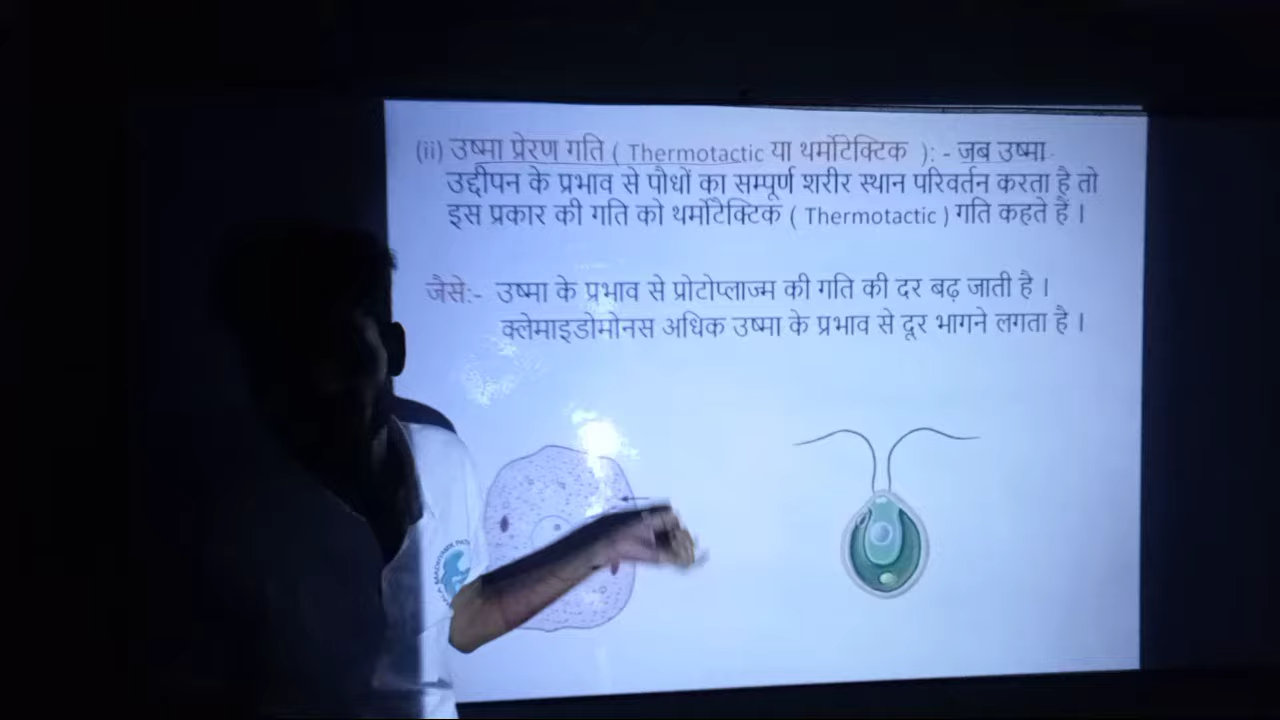 (ii) उष्मा प्रेरण गति ( Thermotactic या थर्मोटेक्टिक ): - जब उष्मा
उद्दीपन के प्रभाव से पौधों का सम्पूर्ण शरीर स्थान परिवर्तन करता है तो
इस प्रकार की गति को थर्मोटैक्टिक ( Thermotactic ) गति कहते हैं ।
जैसे:- उष्मा के प्रभाव से प्रोटोप्लाज्म की गति की दर बढ़ जाती है ।
क्लेमाइडोमोनस अधिक उष्मा के प्रभाव से दूर भागने लगता है ।